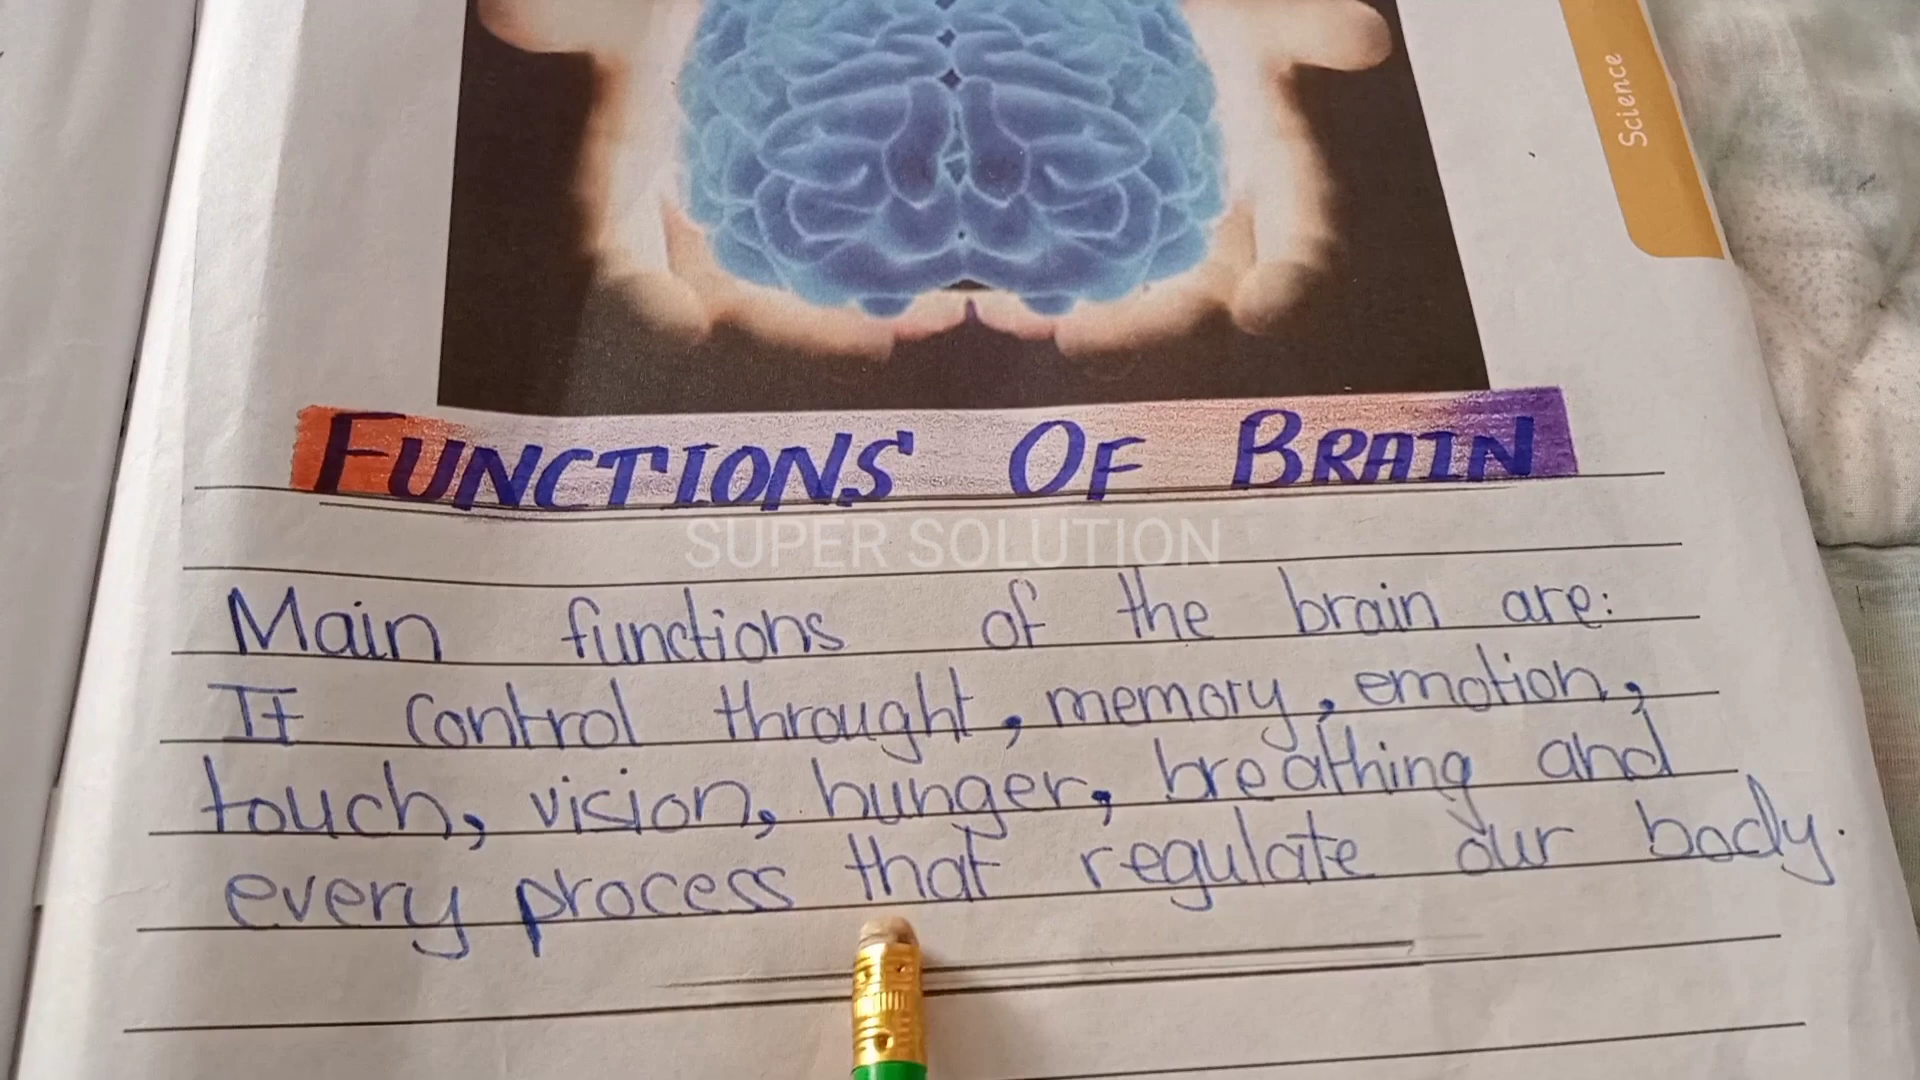 Science
FUNCTIONS OF BRAIN
SUPER SOLUTION
Main functions of the brain are:
It control throught, memory, emotion,
touch, vision, hunger, breathing and
every process that regulate our body.